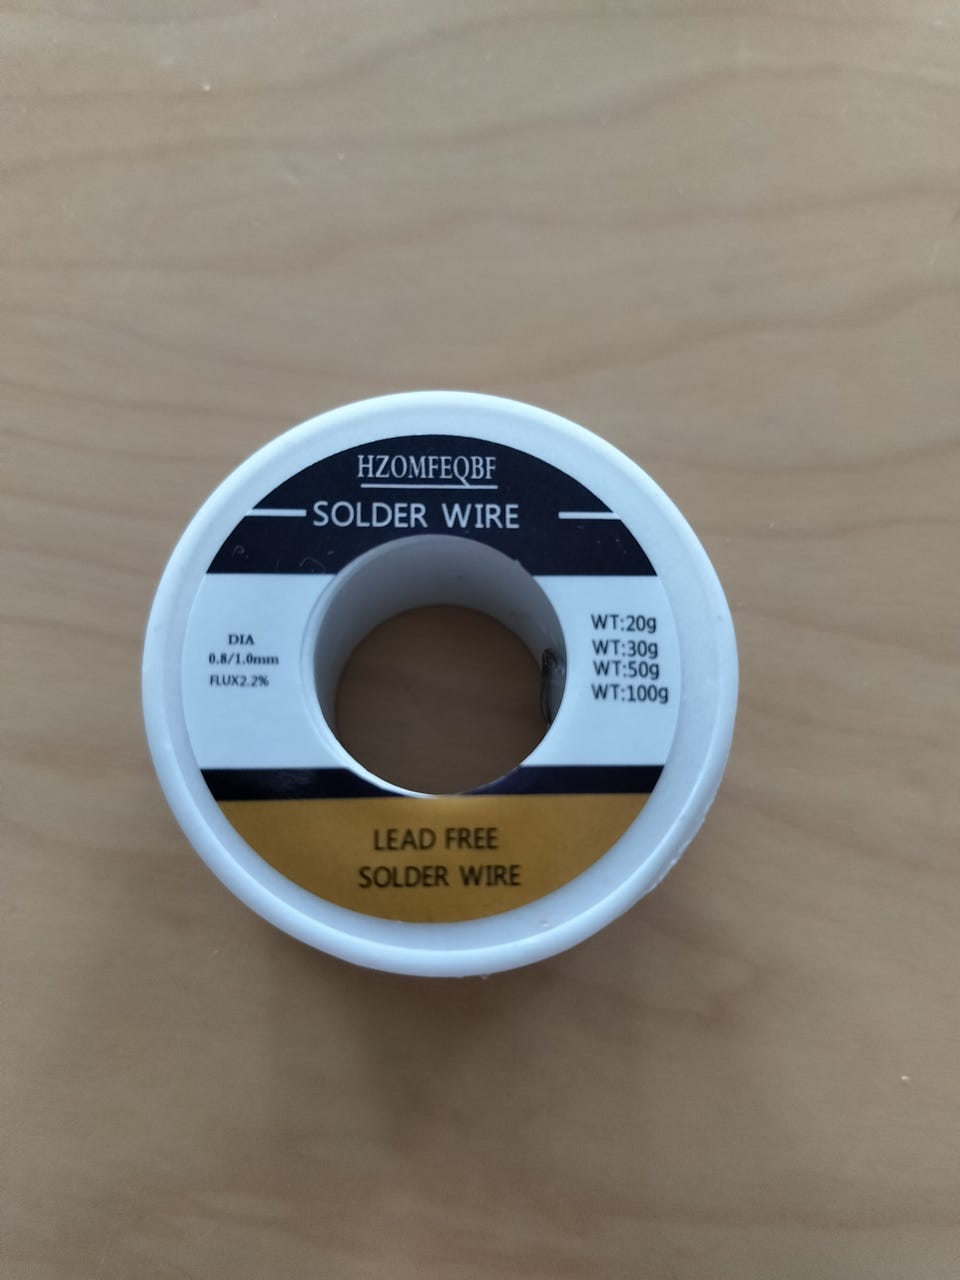 HZOMFEQBF
SOLDER WIRE
DIA
0.8/1.0mm
FLUX2.2%
WT:20g
WT:30g
WT:50g
WT:100g
LEAD FREE
SOLDER WIRE